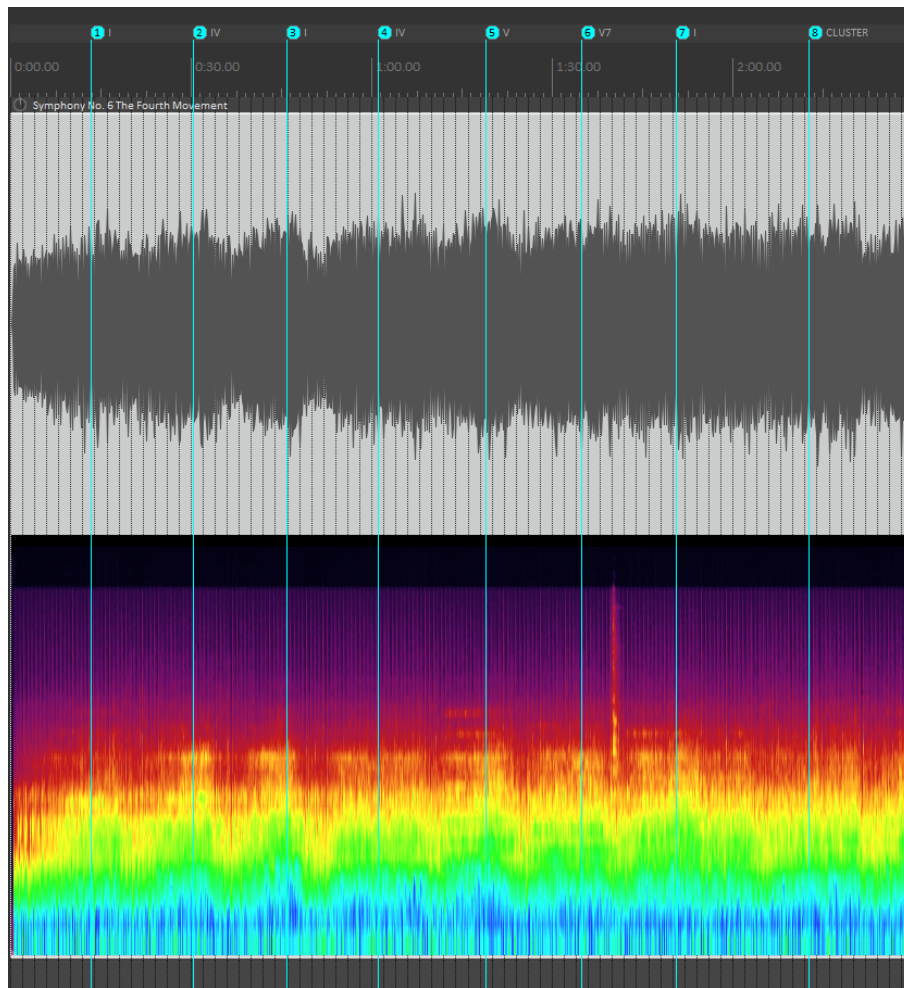 1 I 2 IV 3 I 4 IV 5 V 6 V7 7 I 8 CLUSTER
0:00.00 0:30.00 1:00.00 1:30.00 2:00.00
Symphony No. 6 The Fourth Movement